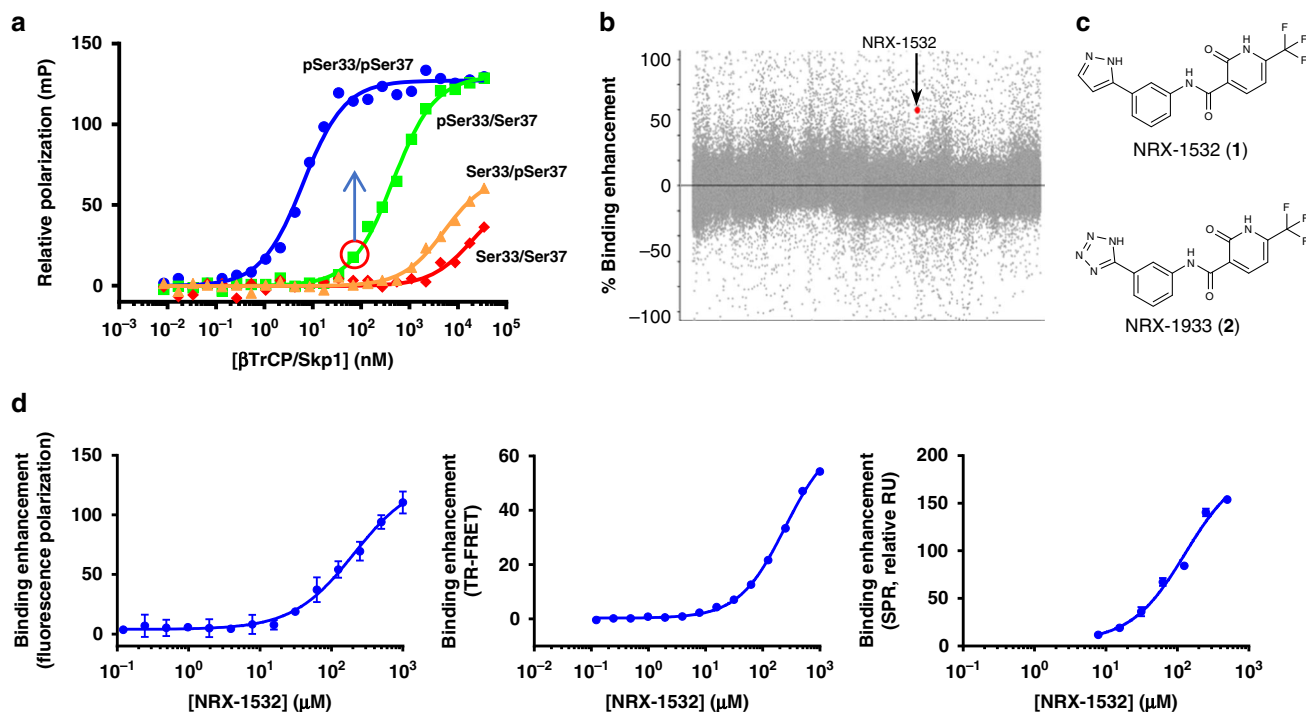 a
Relative polarization (mP)
150
100
50
0
pSer33/pSer37
pSer33/Ser37
Ser33/pSer37
Ser33/Ser37
10⁻³ 10⁻² 10⁻¹ 10⁰ 10¹ 10² 10³ 10⁴ 10⁵
[βTrCP/Skp1] (nM)
b
% Binding enhancement
100
50
0
−50
−100
NRX-1532
c
H
N
N
H
N
O
O
H
N
F
F
F
NRX-1532 (1)
N
N
N
NH
H
N
O
O
H
N
F
F
F
NRX-1933 (2)
d
Binding enhancement
(fluorescence polarization)
150
100
50
0
10⁻¹ 10⁰ 10¹ 10² 10³
[NRX-1532] (μM)
Binding enhancement
(TR-FRET)
60
40
20
0
10⁻² 10⁻¹ 10⁰ 10¹ 10² 10³
[NRX-1532] (μM)
Binding enhancement
(SPR, relative RU)
200
150
100
50
0
10⁻¹ 10⁰ 10¹ 10² 10³
[NRX-1532] (μM)